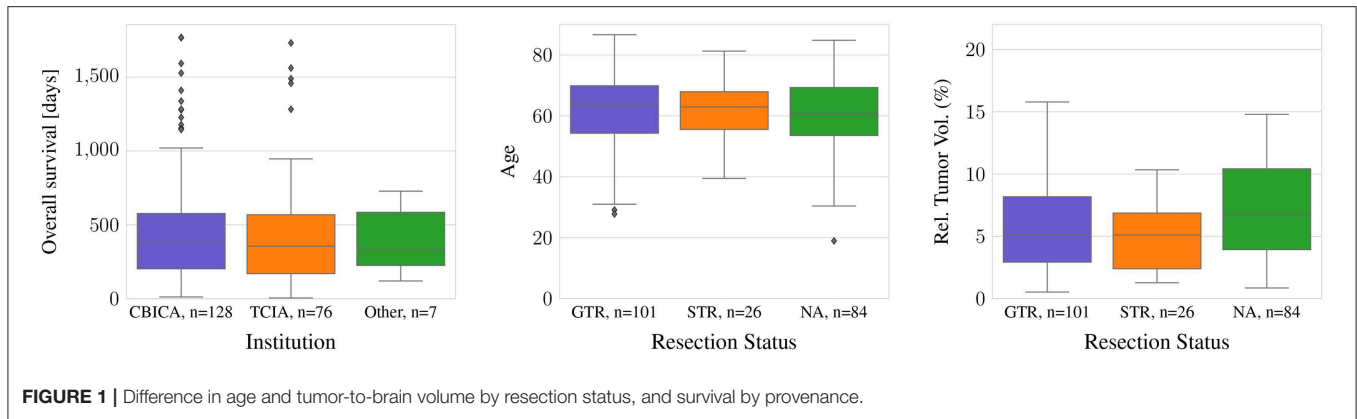 Overall survival [days]
1,500
1,000
500
0
CBICA, n=128 TCIA, n=76 Other, n=7
Institution
Age
80
60
40
20
0
GTR, n=101 STR, n=26 NA, n=84
Resection Status
Rel. Tumor Vol. (%)
20
15
10
5
0
GTR, n=101 STR, n=26 NA, n=84
Resection Status
FIGURE 1 | Difference in age and tumor-to-brain volume by resection status, and survival by provenance.